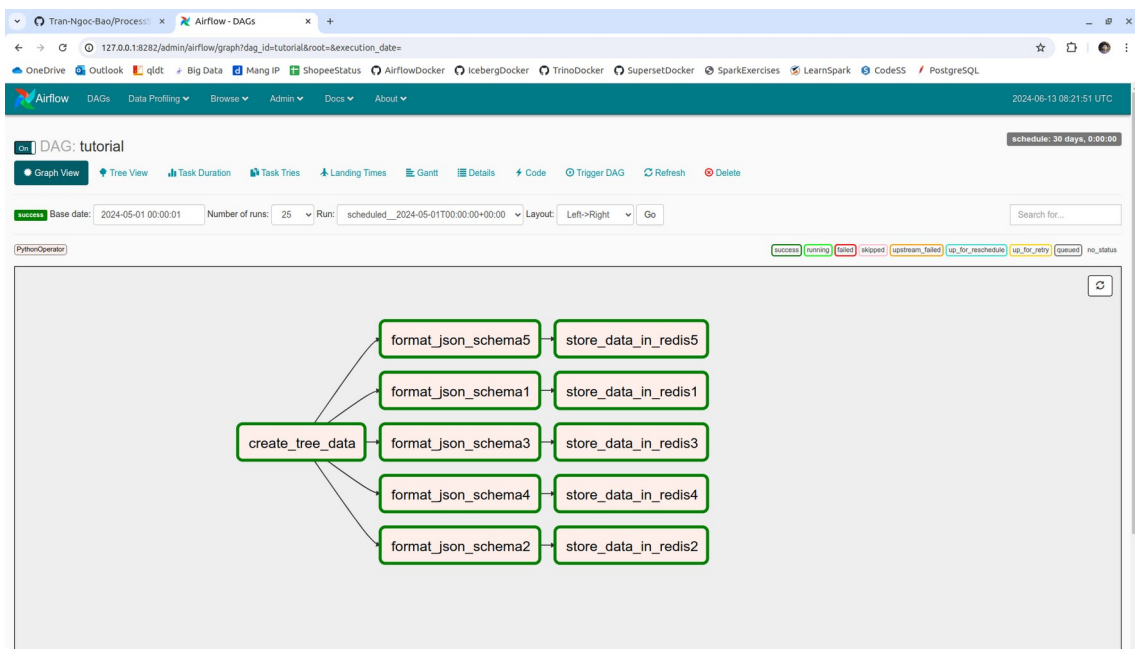 Tran-Ngoc-Bao/ProcessS
Airflow - DAGs
127.0.0.1:8282/admin/airflow/graph?dag_id=tutorial&root=&execution_date=
OneDrive Outlook qldt Big Data Mang IP ShopeeStatus AirflowDocker IcebergDocker TrinoDocker SupersetDocker SparkExercises LearnSpark CodeSS PostgreSQL
Airflow DAGs Data Profiling Browse Admin Docs About 2024-06-13 08:21:51 UTC
On DAG: tutorial schedule: 30 days, 0:00:00
Graph View Tree View Task Duration Task Tries Landing Times Gantt Details Code Trigger DAG Refresh Delete
success Base date: 2024-05-01 00:00:01 Number of runs: 25 Run: scheduled__2024-05-01T00:00:00+00:00 Layout: Left->Right Go Search for...
PythonOperator success running failed skipped upstream_failed up_for_reschedule up_for_retry queued no_status
format_json_schema5 store_data_in_redis5
format_json_schema1 store_data_in_redis1
create_tree_data format_json_schema3 store_data_in_redis3
format_json_schema4 store_data_in_redis4
format_json_schema2 store_data_in_redis2